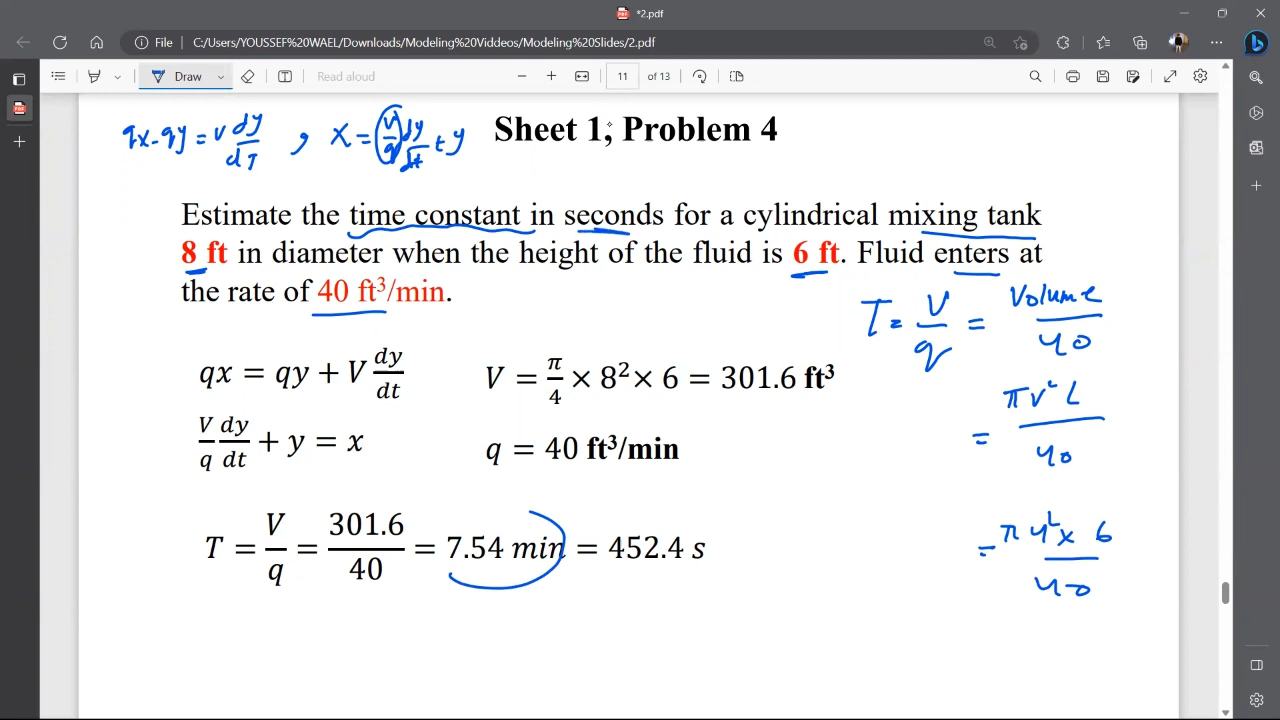 *2.pdf
File C:/Users/YOUSSEF%20WAEL/Downloads/Modeling%20Viddeos/Modeling%20Slides/2.pdf
Draw Read aloud 11 of 13
qx-qy = v dy/dT , x = (v/q) dy/dt + y
Sheet 1, Problem 4
Estimate the time constant in seconds for a cylindrical mixing tank
8 ft in diameter when the height of the fluid is 6 ft. Fluid enters at
the rate of 40 ft³/min.
T = V/q = Volume/40
qx = qy + V dy/dt
V = π/4 × 8² × 6 = 301.6 ft³
= πr²L/40
V/q dy/dt + y = x
q = 40 ft³/min
T = V/q = 301.6/40 = 7.54 min = 452.4 s
= π4²x 6/40